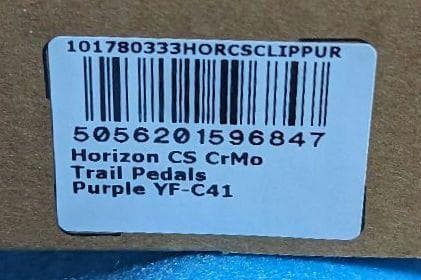 101780333HORCSCLIPPUR
5056201596847
Horizon CS CrMo
Trail Pedals
Purple YF-C41